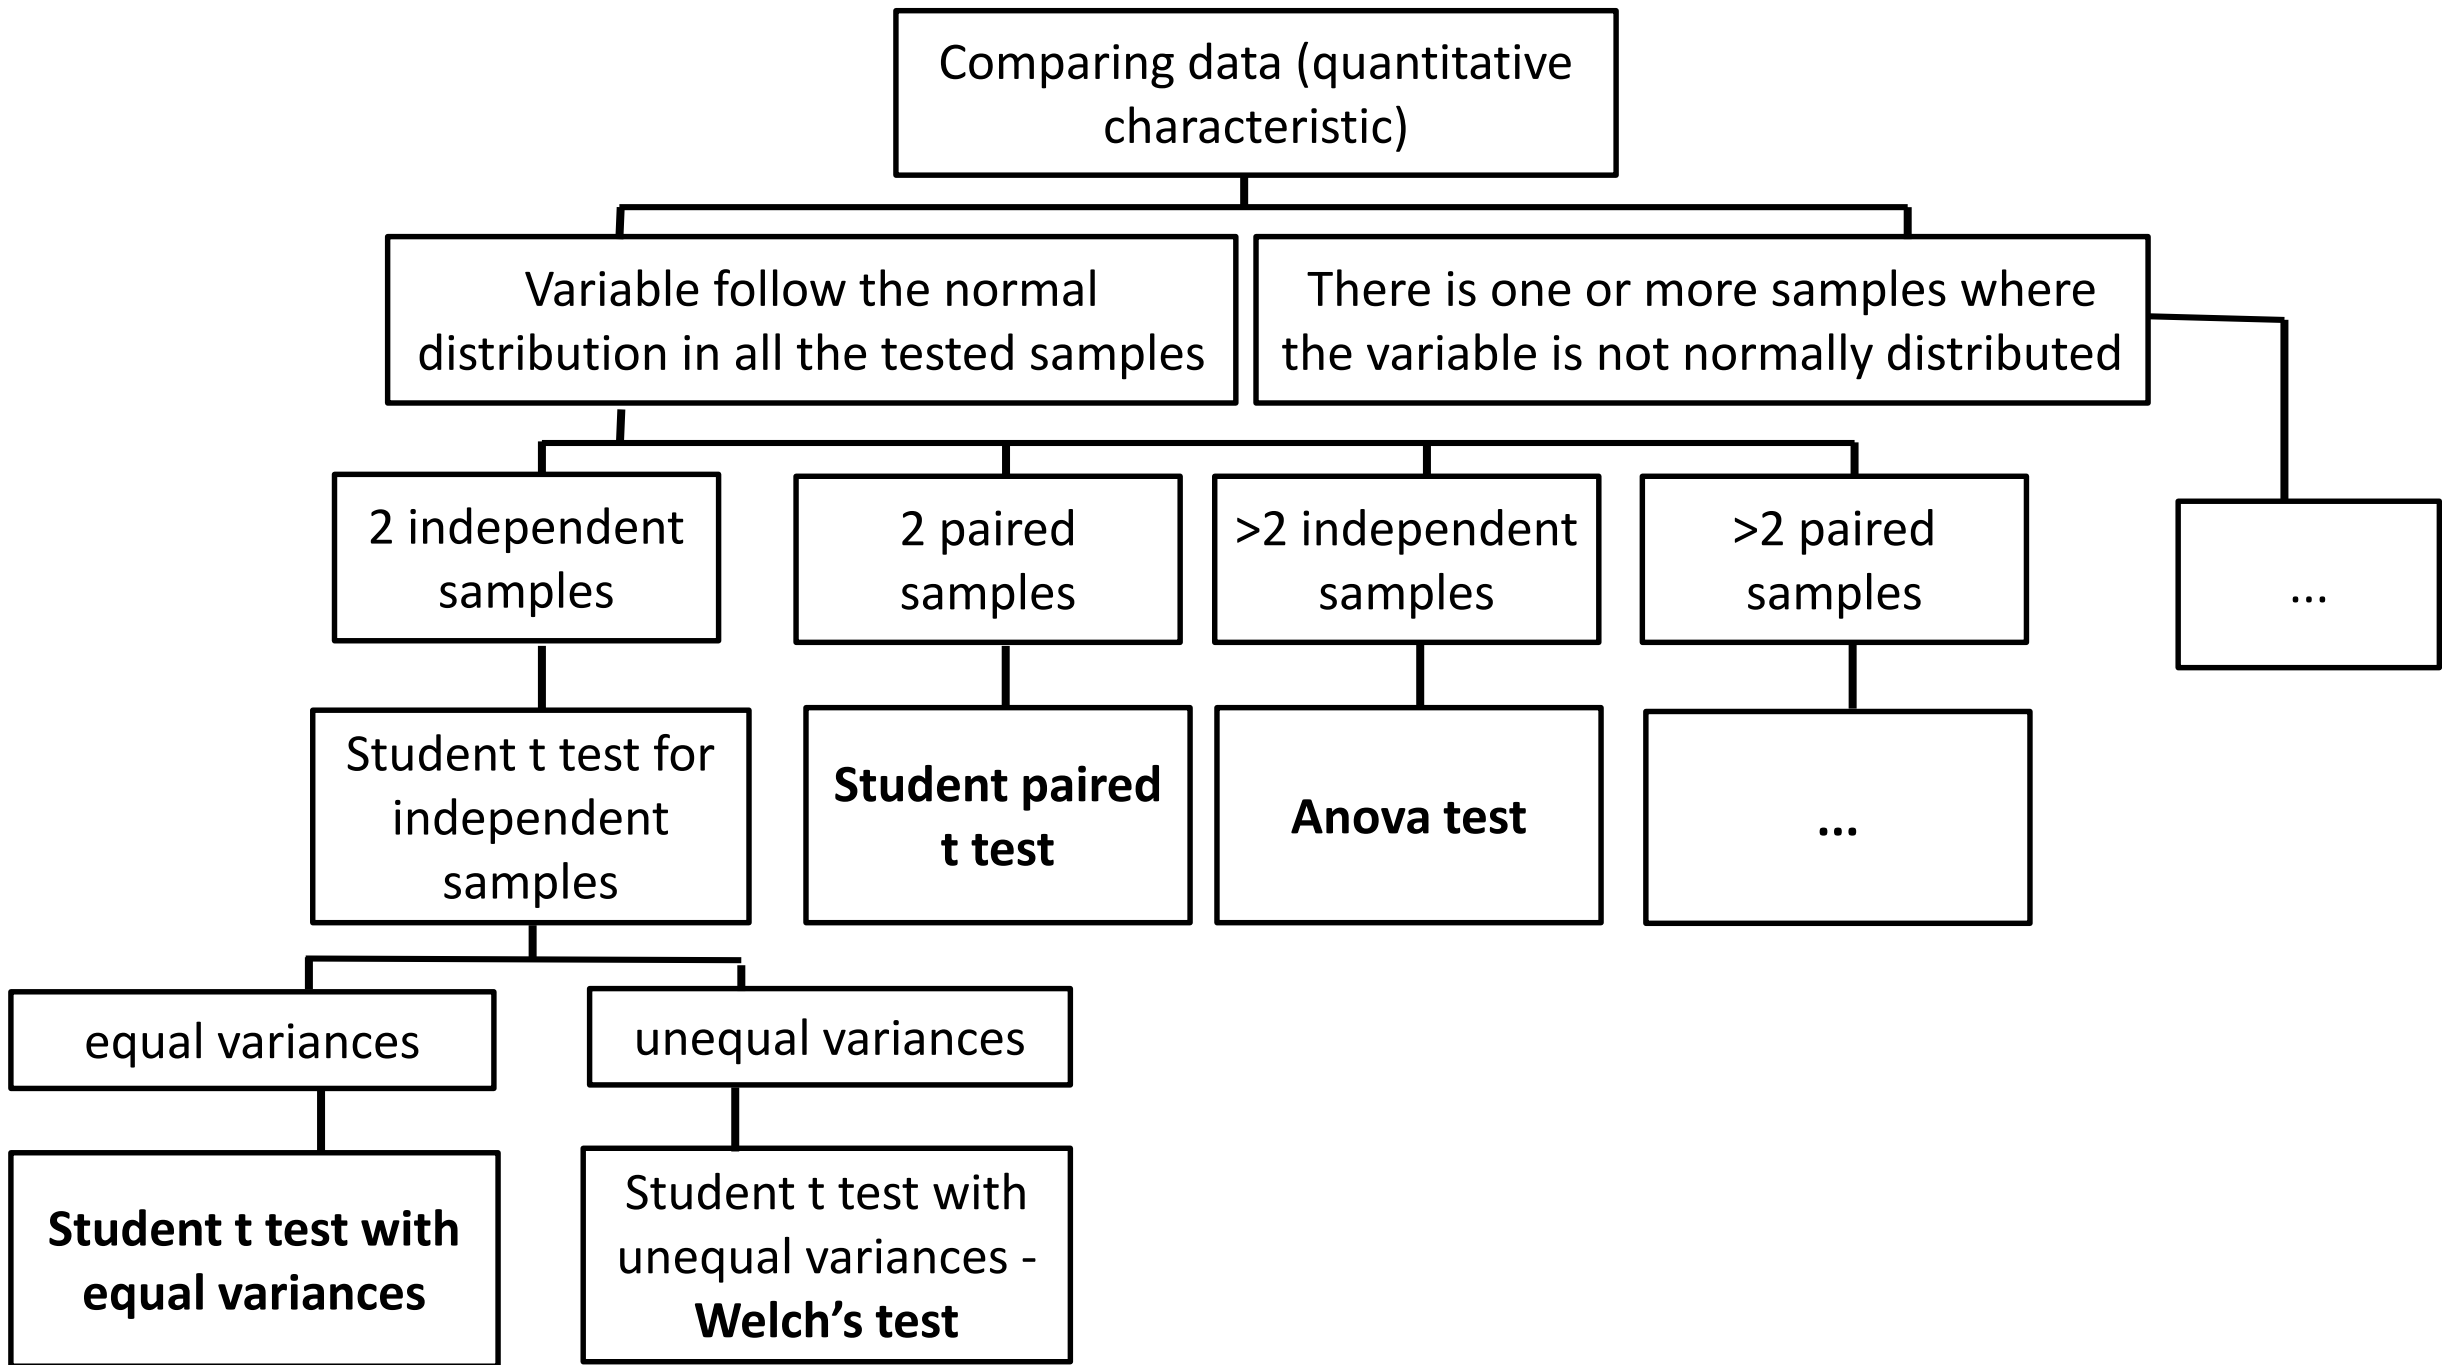 Comparing data (quantitative
characteristic)
Variable follow the normal
distribution in all the tested samples
There is one or more samples where
the variable is not normally distributed
2 independent
samples
2 paired
samples
>2 independent
samples
>2 paired
samples
...
Student t test for
independent
samples
Student paired
t test
Anova test
...
equal variances
unequal variances
Student t test with
equal variances
Student t test with
unequal variances -
Welch’s test